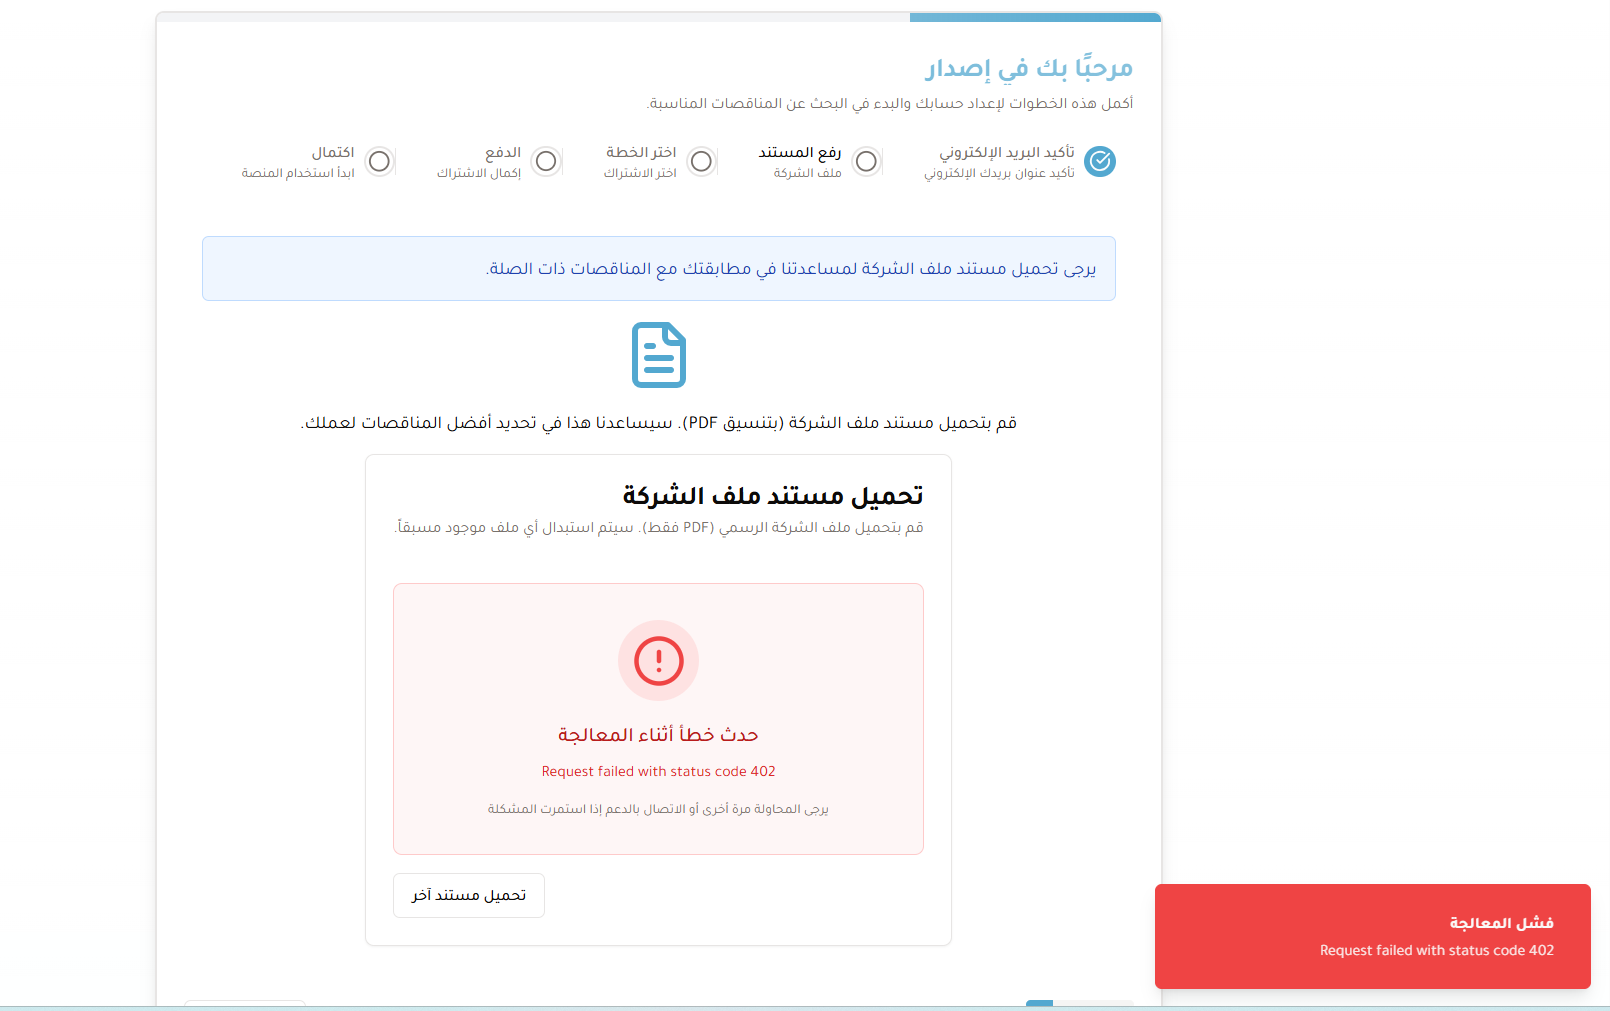 مرحبًا بك في إصدار
أكمل هذه الخطوات لإعداد حسابك والبدء في البحث عن المناقصات المناسبة.
تأكيد البريد الإلكتروني
تأكيد عنوان بريدك الإلكتروني
رفع المستند
ملف الشركة
اختر الخطة
اختر الاشتراك
الدفع
إكمال الاشتراك
اكتمال
ابدأ استخدام المنصة
يرجى تحميل مستند ملف الشركة لمساعدتنا في مطابقتك مع المناقصات ذات الصلة.
قم بتحميل مستند ملف الشركة (بتنسيق PDF). سيساعدنا هذا في تحديد أفضل المناقصات لعملك.
تحميل مستند ملف الشركة
قم بتحميل ملف الشركة الرسمي (PDF فقط). سيتم استبدال أي ملف موجود مسبقاً.
حدث خطأ أثناء المعالجة
Request failed with status code 402
يرجى المحاولة مرة أخرى أو الاتصال بالدعم إذا استمرت المشكلة
تحميل مستند آخر
فشل المعالجة
Request failed with status code 402